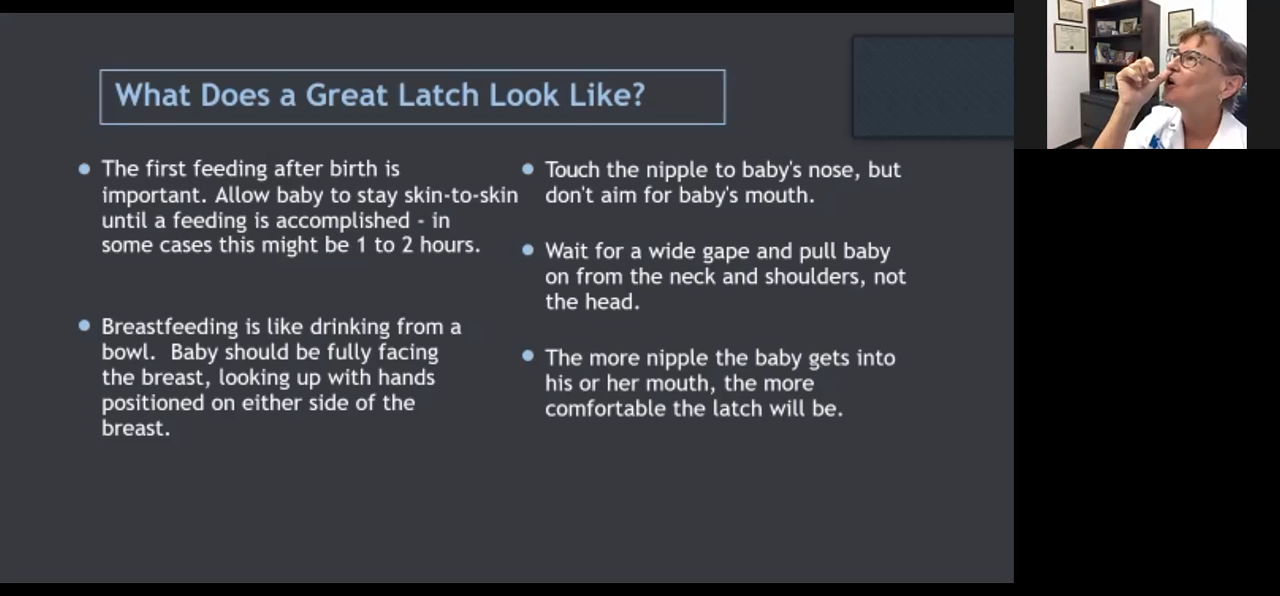 What Does a Great Latch Look Like?
The first feeding after birth is
important. Allow baby to stay skin-to-skin
until a feeding is accomplished - in
some cases this might be 1 to 2 hours.
Breastfeeding is like drinking from a
bowl.  Baby should be fully facing
the breast, looking up with hands
positioned on either side of the
breast.
Touch the nipple to baby's nose, but
don't aim for baby's mouth.
Wait for a wide gape and pull baby
on from the neck and shoulders, not
the head.
The more nipple the baby gets into
his or her mouth, the more
comfortable the latch will be.